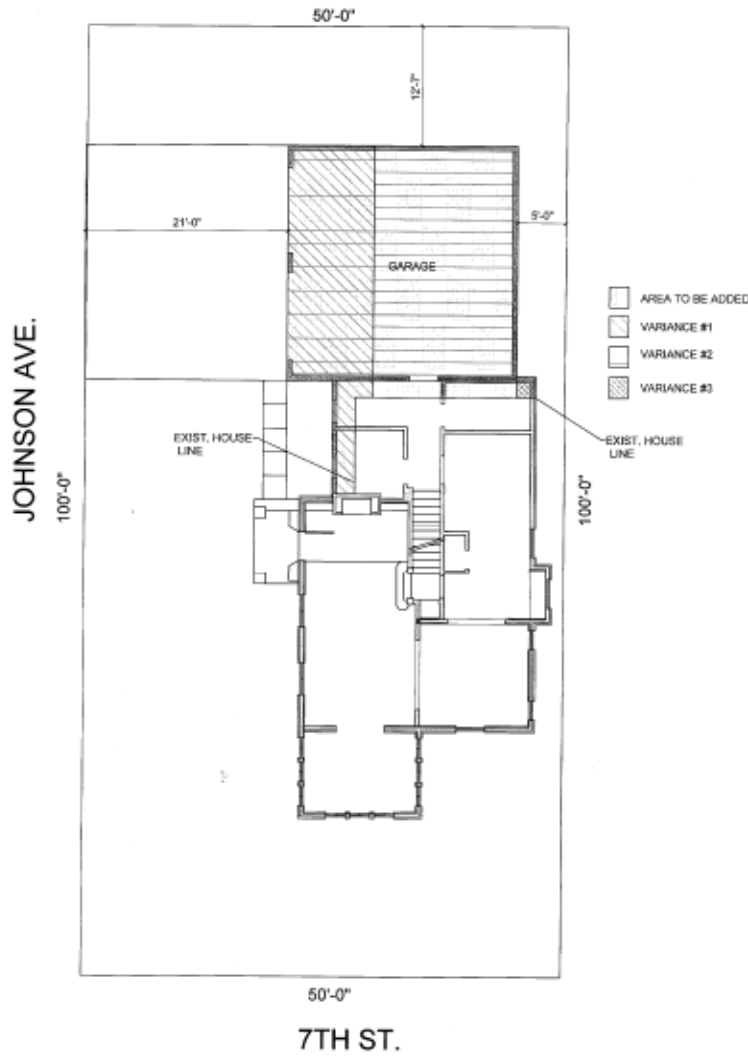 50'-0"
12'-7"
21'-0"
5'-0"
GARAGE
AREA TO BE ADDED
VARIANCE #1
VARIANCE #2
VARIANCE #3
JOHNSON AVE.
100'-0"
EXIST. HOUSE
LINE
EXIST. HOUSE
LINE
100'-0"
50'-0"
7TH ST.